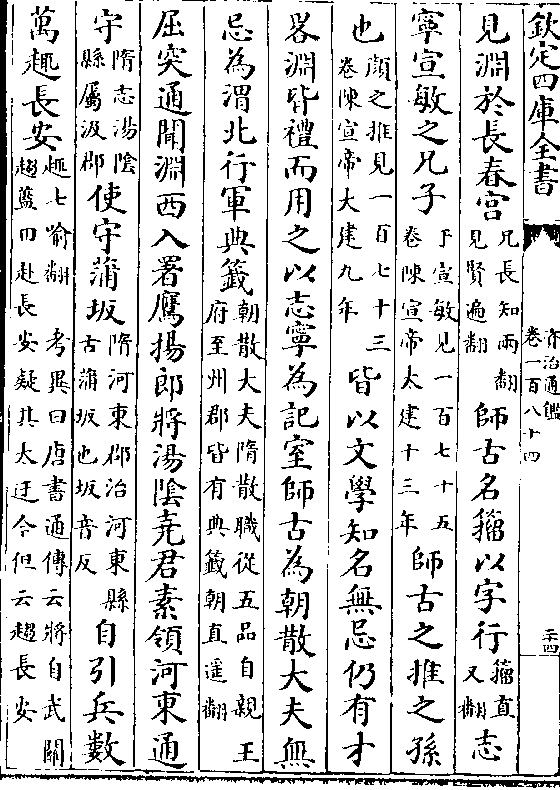 欽定四庫全書
資治通鑑
卷一百八十四
二四
見淵於長春宮兄長知兩翻見賢遍翻師古名籀以字行籀直又翻志
寧宣敏之兄子于宣敏見一百七十五卷陳宣帝太建十三年師古之推之孫
也顔之推見一百七十三卷陳宣帝大建九年皆以文學知名無忌仍有才
畧淵皆禮而用之以志寧為記室師古為朝散大夫無
忌為渭北行軍典籤朝散大夫隋散職從五品自親王府至州郡皆有典籤朝直遥翻
屈突通聞淵西入署鷹揚郎將湯陰堯君素領河東通
守隋志湯陰縣屬汲郡使守蒲坂隋河東郡治河東縣古蒲坂也坂音反自引兵數
萬趣長安趣七喻翻考異曰唐書通傳云將自武關趨藍田赴長安疑其太迂今但云趨長安